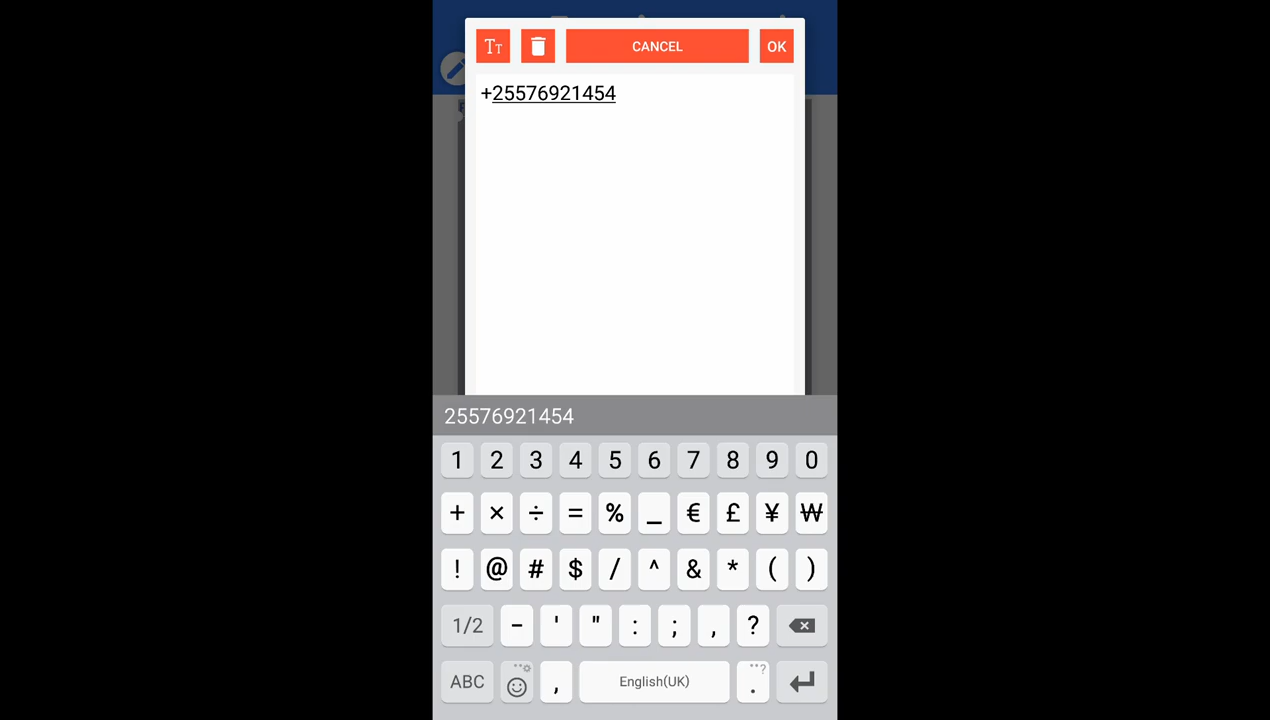 TT CANCEL OK
+25576921454
25576921454
1 2 3 4 5 6 7 8 9 0
+ × ÷ = % _ € £ ¥ ₩
! @ # $ / ^ & * ( )
1/2 - ' " : ; , ?
ABC , English(UK) .